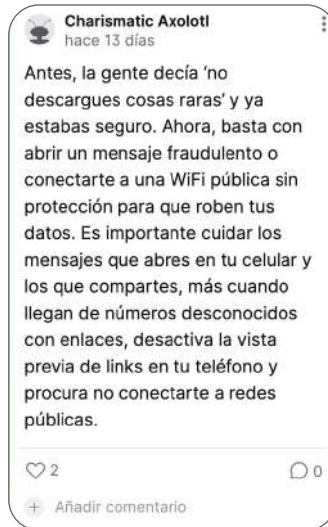 Charismatic Axolotl
hace 13 días
Antes, la gente decía ‘no
descargues cosas raras’ y ya
estabas seguro. Ahora, basta con
abrir un mensaje fraudulento o
conectarte a una WiFi pública sin
protección para que roben tus
datos. Es importante cuidar los
mensajes que abres en tu celular y
los que compartes, más cuando
llegan de números desconocidos
con enlaces, desactiva la vista
previa de links en tu teléfono y
procura no conectarte a redes
públicas.
2
0
Añadir comentario